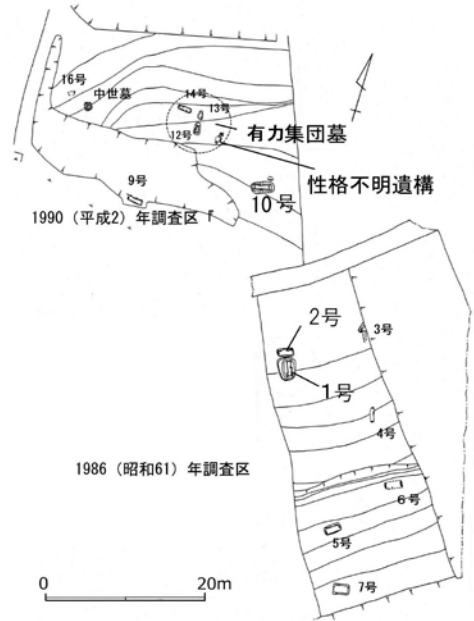 16号
中世墓
14号
13号
12号
有力集団墓
性格不明遺構
9号
10号
1990（平成2）年調査区
2号
3号
1号
4号
1986（昭和61）年調査区
6号
5号
7号
0 20m